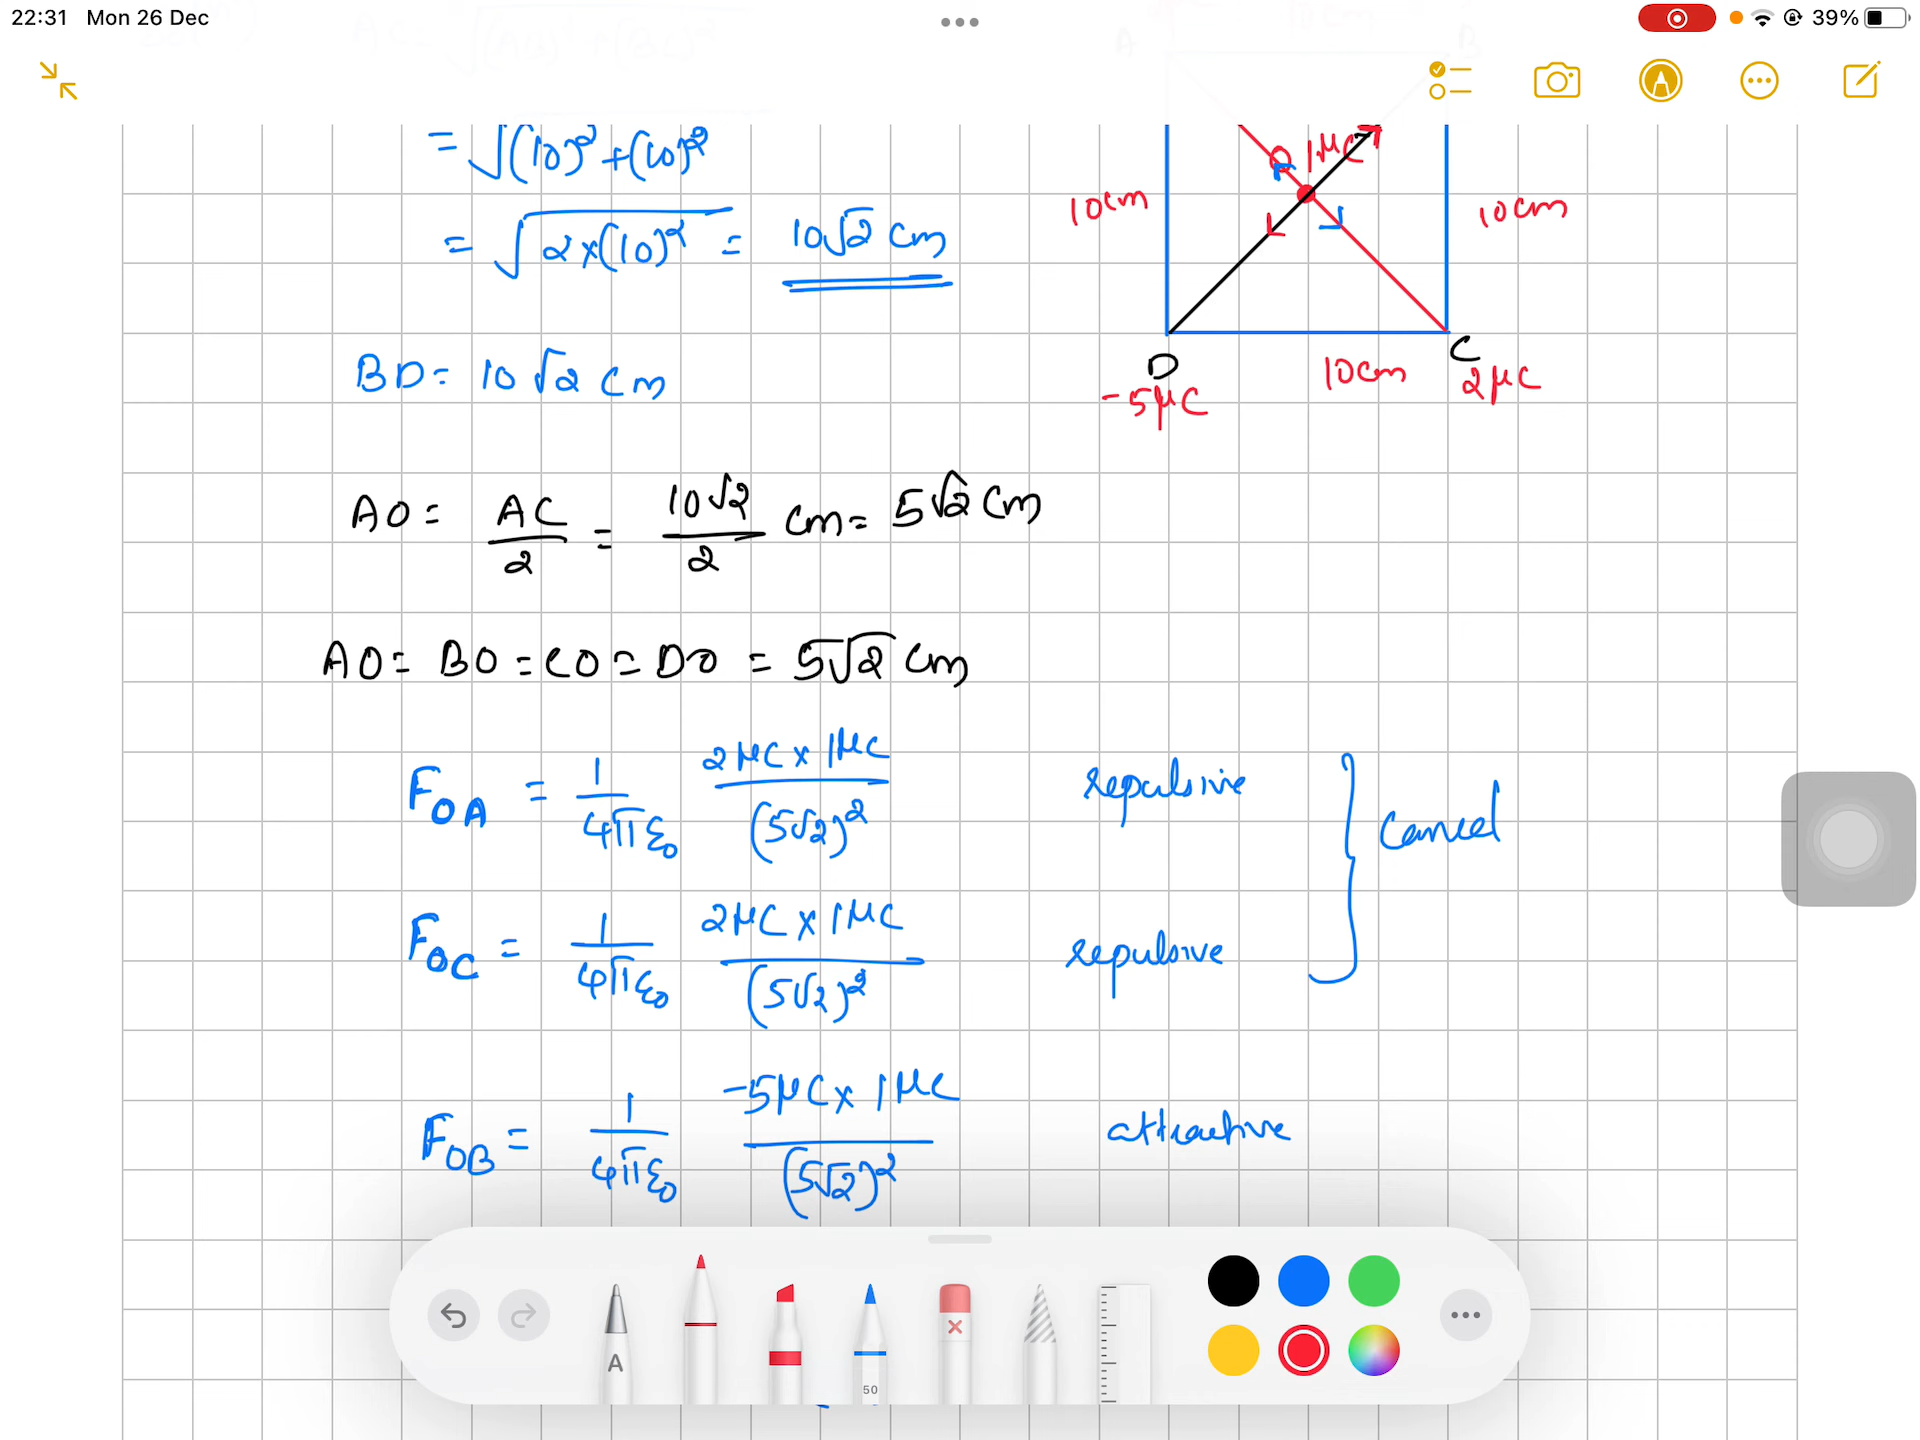 22:31 Mon 26 Dec
39%
= √(10)² + (10)²
= √2×(10)² = 10√2 cm
O 1μC
10cm
10cm
BD = 10√2 cm
D
-5μC
10cm
C
2μC
AO = AC/2 = 10√2/2 cm = 5√2 cm
AO = BO = CO = DO = 5√2 cm
F_OA = 1/4πε₀ 2μC × 1μC/(5√2)² repulsive
cancel
F_OC = 1/4πε₀ 2μC × 1μC/(5√2)² repulsive
F_OB = 1/4πε₀ -5μC × 1μC/(5√2)² attractive
A
50